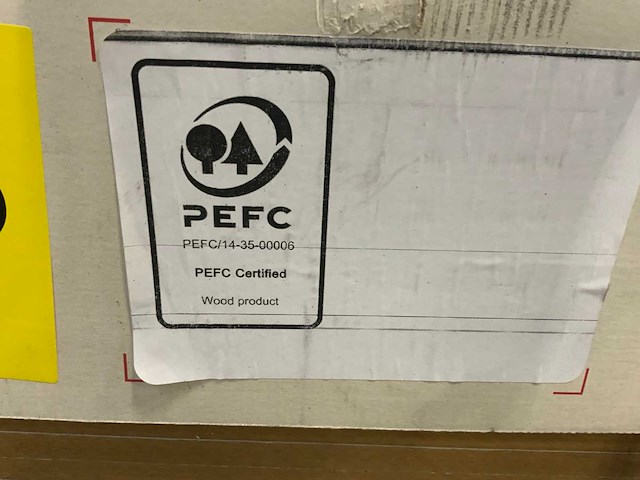 PEFC
PEFC/14-35-00006
PEFC Certified
Wood product